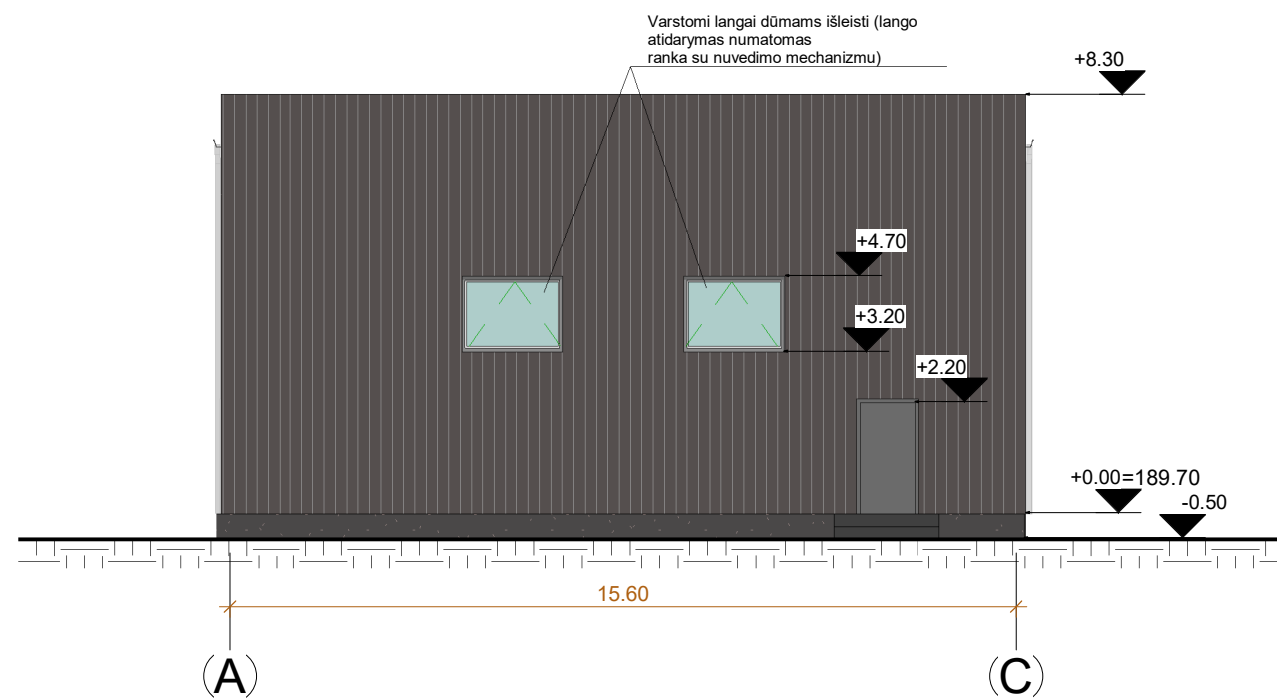 Varstomi langai dūmams išleisti (lango
atidarymas numatomas
ranka su nuvedimo mechanizmu)
+8.30
+4.70
+3.20
+2.20
+0.00=189.70
-0.50
15.60
A
C